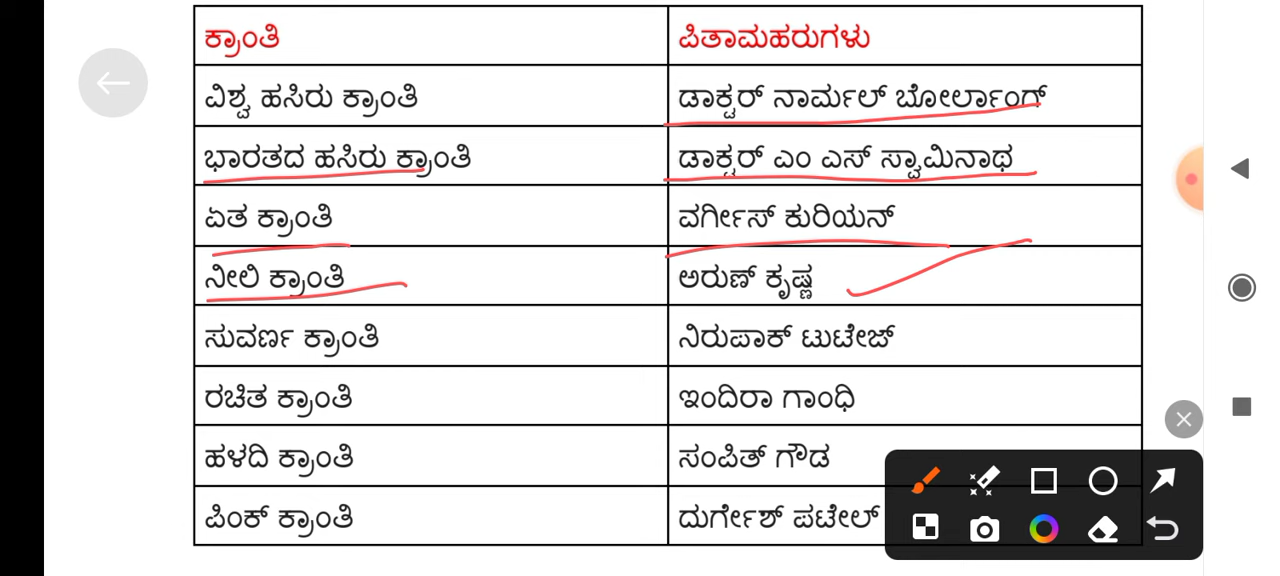 ಕ್ರಾಂತಿ ಪಿತಾಮಹರುಗಳು
ವಿಶ್ವ ಹಸಿರು ಕ್ರಾಂತಿ ಡಾಕ್ಟರ್ ನಾರ್ಮಲ್ ಬೋರ್ಲಾಂಗ್
ಭಾರತದ ಹಸಿರು ಕ್ರಾಂತಿ ಡಾಕ್ಟರ್ ಎಂ ಎಸ್ ಸ್ವಾಮಿನಾಥ
ಏತ ಕ್ರಾಂತಿ ವರ್ಗೀಸ್ ಕುರಿಯನ್
ನೀಲಿ ಕ್ರಾಂತಿ ಅರುಣ್ ಕೃಷ್ಣ
ಸುವರ್ಣ ಕ್ರಾಂತಿ ನಿರುಪಾಕ್ ಟುಟೇಜ್
ರಚಿತ ಕ್ರಾಂತಿ ಇಂದಿರಾ ಗಾಂಧಿ
ಹಳದಿ ಕ್ರಾಂತಿ ಸಂಪಿತ್ ಗೌಡ
ಪಿಂಕ್ ಕ್ರಾಂತಿ ದುರ್ಗೇಶ್ ಪಟೇಲ್